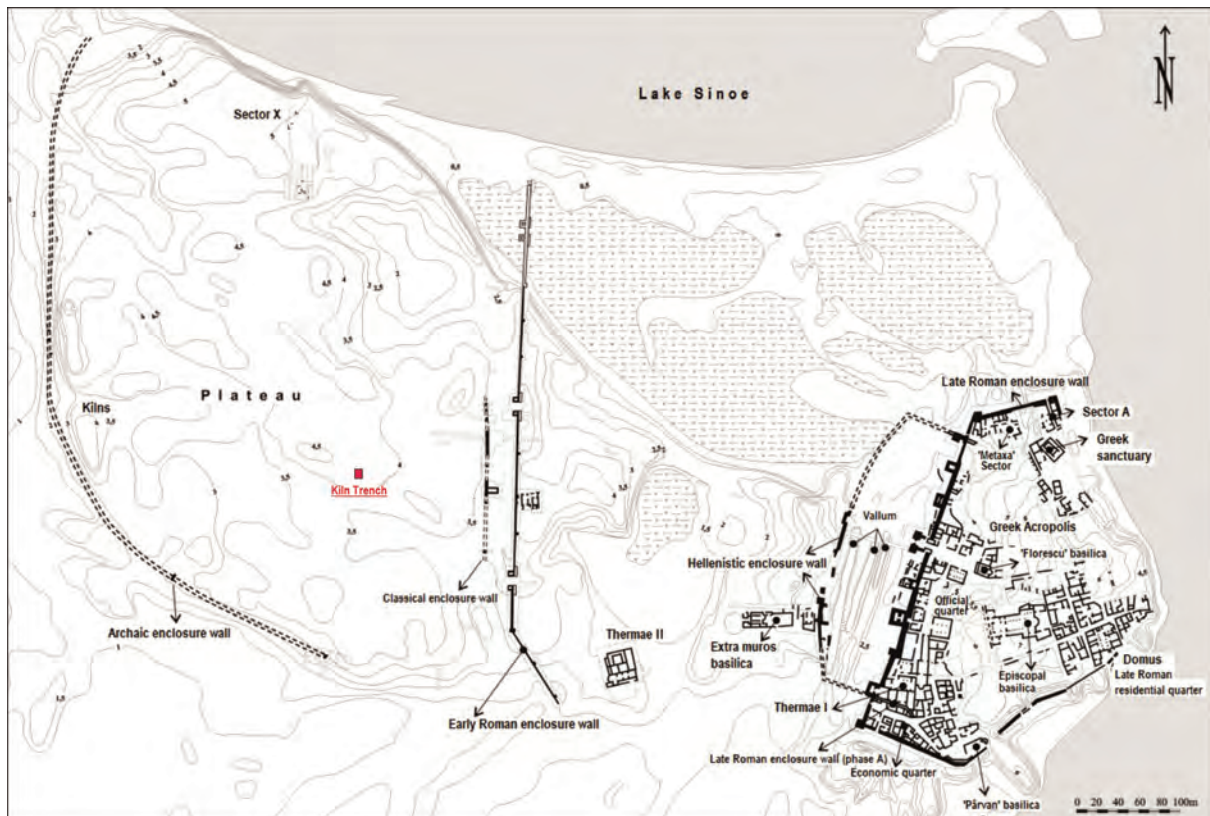 Lake Sinoe
N
Sector X
Plateau
Kilns
Kiln Trench
Archaic enclosure wall
Classical enclosure wall
Early Roman enclosure wall
Thermae II
Late Roman enclosure wall
Sector A
Greek
sanctuary
'Metaxa'
Sector
Vallum
Greek Acropolis
'Florescu' basilica
Hellenistic enclosure wall
Official
quarter
Extra muros
basilica
Episcopal
basilica
Domus
Late Roman
residential quarter
Thermae I
Late Roman enclosure wall (phase A)
Economic quarter
'Pârvan' basilica
0 20 40 60 80 100m